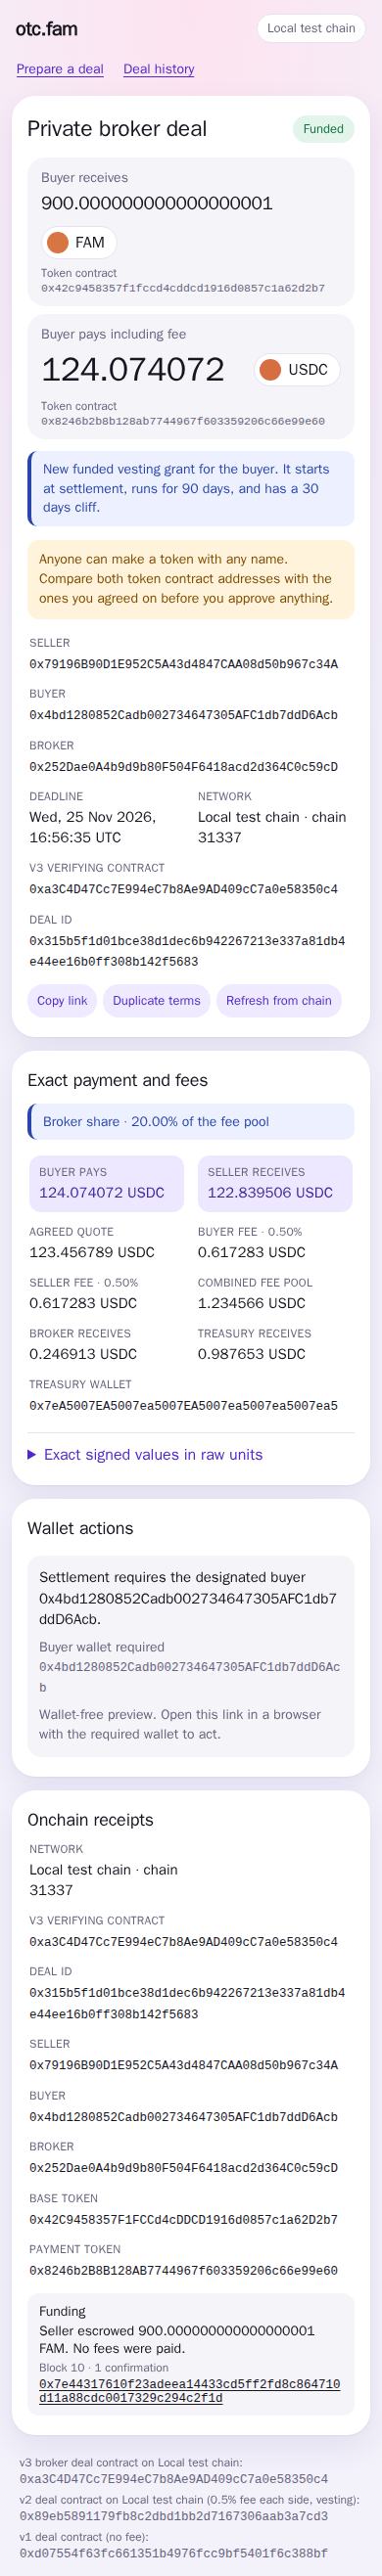 otc.fam
Local test chain
Prepare a deal
Deal history
Private broker deal
Funded
Buyer receives
900.000000000000000001
FAM
Token contract
0x42c9458357f1fccd4cddcd1916d0857c1a62d2b7
Buyer pays including fee
124.074072
USDC
Token contract
0x8246b2b8b128ab7744967f603359206c66e99e60
New funded vesting grant for the buyer. It starts
at settlement, runs for 90 days, and has a 30
days cliff.
Anyone can make a token with any name.
Compare both token contract addresses with the
ones you agreed on before you approve anything.
SELLER
0x79196B90D1E952C5A43d4847CAA08d50b967c34A
BUYER
0x4bd1280852Cadb002734647305AFC1db7ddD6Acb
BROKER
0x252Dae0A4b9d9b80F504F6418acd2d364C0c59cD
DEADLINE
Wed, 25 Nov 2026,
16:56:35 UTC
NETWORK
Local test chain · chain
31337
V3 VERIFYING CONTRACT
0xa3C4D47Cc7E994eC7b8Ae9AD409cC7a0e58350c4
DEAL ID
0x315b5f1d01bce38d1dec6b942267213e337a81db4
e44ee16b0ff308b142f5683
Copy link
Duplicate terms
Refresh from chain
Exact payment and fees
Broker share · 20.00% of the fee pool
BUYER PAYS
124.074072 USDC
SELLER RECEIVES
122.839506 USDC
AGREED QUOTE
123.456789 USDC
BUYER FEE · 0.50%
0.617283 USDC
SELLER FEE · 0.50%
0.617283 USDC
COMBINED FEE POOL
1.234566 USDC
BROKER RECEIVES
0.246913 USDC
TREASURY RECEIVES
0.987653 USDC
TREASURY WALLET
0x7eA5007EA5007ea5007EA5007ea5007ea5007ea5
Exact signed values in raw units
Wallet actions
Settlement requires the designated buyer
0x4bd1280852Cadb002734647305AFC1db7
ddD6Acb.
Buyer wallet required
0x4bd1280852Cadb002734647305AFC1db7ddD6Ac
b
Wallet-free preview. Open this link in a browser
with the required wallet to act.
Onchain receipts
NETWORK
Local test chain · chain
31337
V3 VERIFYING CONTRACT
0xa3C4D47Cc7E994eC7b8Ae9AD409cC7a0e58350c4
DEAL ID
0x315b5f1d01bce38d1dec6b942267213e337a81db4
e44ee16b0ff308b142f5683
SELLER
0x79196B90D1E952C5A43d4847CAA08d50b967c34A
BUYER
0x4bd1280852Cadb002734647305AFC1db7ddD6Acb
BROKER
0x252Dae0A4b9d9b80F504F6418acd2d364C0c59cD
BASE TOKEN
0x42C9458357F1FCCd4cDDCD1916d0857c1a62D2b7
PAYMENT TOKEN
0x8246b2B8B128AB7744967f603359206c66e99e60
Funding
Seller escrowed 900.000000000000000001
FAM. No fees were paid.
Block 10 · 1 confirmation
0x7e44317610f23adeea14433cd5ff2fd8c864710
d11a88cdc0017329c294c2f1d
v3 broker deal contract on Local test chain:
0xa3C4D47Cc7E994eC7b8Ae9AD409cC7a0e58350c4
v2 deal contract on Local test chain (0.5% fee each side, vesting):
0x89eb5891179fb8c2dbd1bb2d7167306aab3a7cd3
v1 deal contract (no fee):
0xd07554f63fc661351b4976fcc9bf5401f6c388bf